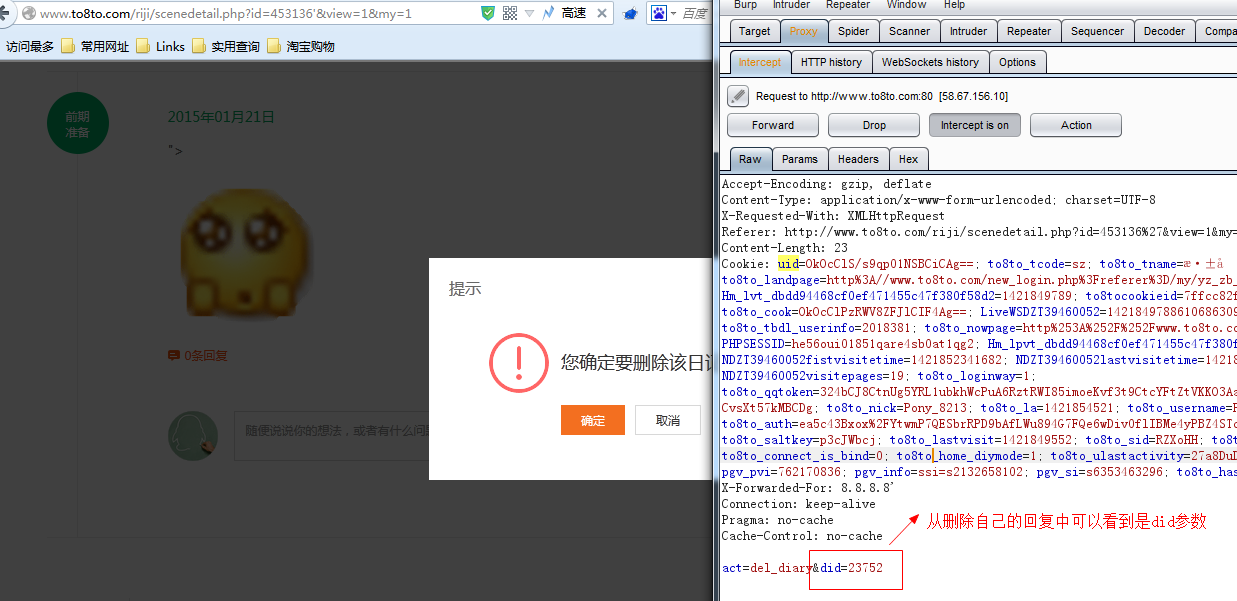 www.to8to.com/riji/scenedetail.php?id=453136'&view=1&my=1
高速
百度
访问最多 常用网址 Links 实用查询 淘宝购物
前期
准备
2015年01月21日
">
0条回复
随便说说你的想法，或者有什么问
提示
您确定要删除该日
确定 取消
Burp Intruder Repeater Window Help
Target Proxy Spider Scanner Intruder Repeater Sequencer Decoder Compa
Intercept HTTP history WebSockets history Options
Request to http://www.to8to.com:80 [58.67.156.10]
Forward Drop Intercept is on Action
Raw Params Headers Hex
Accept-Encoding: gzip, deflate
Content-Type: application/x-www-form-urlencoded; charset=UTF-8
X-Requested-With: XMLHttpRequest
Referer: http://www.to8to.com/riji/scenedetail.php?id=453136%27&view=1&my=
Content-Length: 23
Cookie: uid=OkOcClS/s9qp01NSBCiCAg==; to8to_tcode=sz; to8to_tname=æ·±å
to8to_landpage=http%3A//www.to8to.com/new_login.php%3Freferer%3D/my/yz_zb_
Hm_lvt_dbdd94468cf0ef471455c47f380f58d2=1421849789; to8tocookieid=7ffcc82f
to8to_cook=OkOcClPzRWV8ZFJlCIF4Ag==; LiveWSDZT39460052=1421849788610686309
to8to_tbdl_userinfo=2018381; to8to_nowpage=http%253A%252F%252Fwww.to8to.co
PHPSESSID=he56oui01851qare4sb0at1qg2; Hm_lpvt_dbdd94468cf0ef471455c47f380f
NDZT39460052fistvisitetime=1421852341682; NDZT39460052lastvisitetime=14218
NDZT39460052visitepages=19; to8to_loginway=1;
to8to_qqtoken=324bCJ8CtnUg5YRL1ubkhWcPuA6RztRWI85imoeKvf3t9CtcYFtZtVKKO3Aa
CvsXt57kMBCDg; to8to_nick=Pony_8213; to8to_la=1421854521; to8to_username=P
to8to_auth=ea5c43Bxox%2FYtwmP7QESbrRPD9bAfLWu894G7FQe6wDiv0flIBMe4yPBZ4STc
to8to_saltkey=p3cJWbcj; to8to_lastvisit=1421849552; to8to_sid=RZXoHH; to8t
to8to_connect_is_bind=0; to8to_home_diymode=1; to8to_ulastactivity=27a8DuD
pgv_pvi=762170836; pgv_info=ssi=s2132658102; pgv_si=s6353463296; to8to_has
X-Forwarded-For: 8.8.8.8'
Connection: keep-alive
Pragma: no-cache
从删除自己的回复中可以看到是did参数
Cache-Control: no-cache
act=del_diary&did=23752